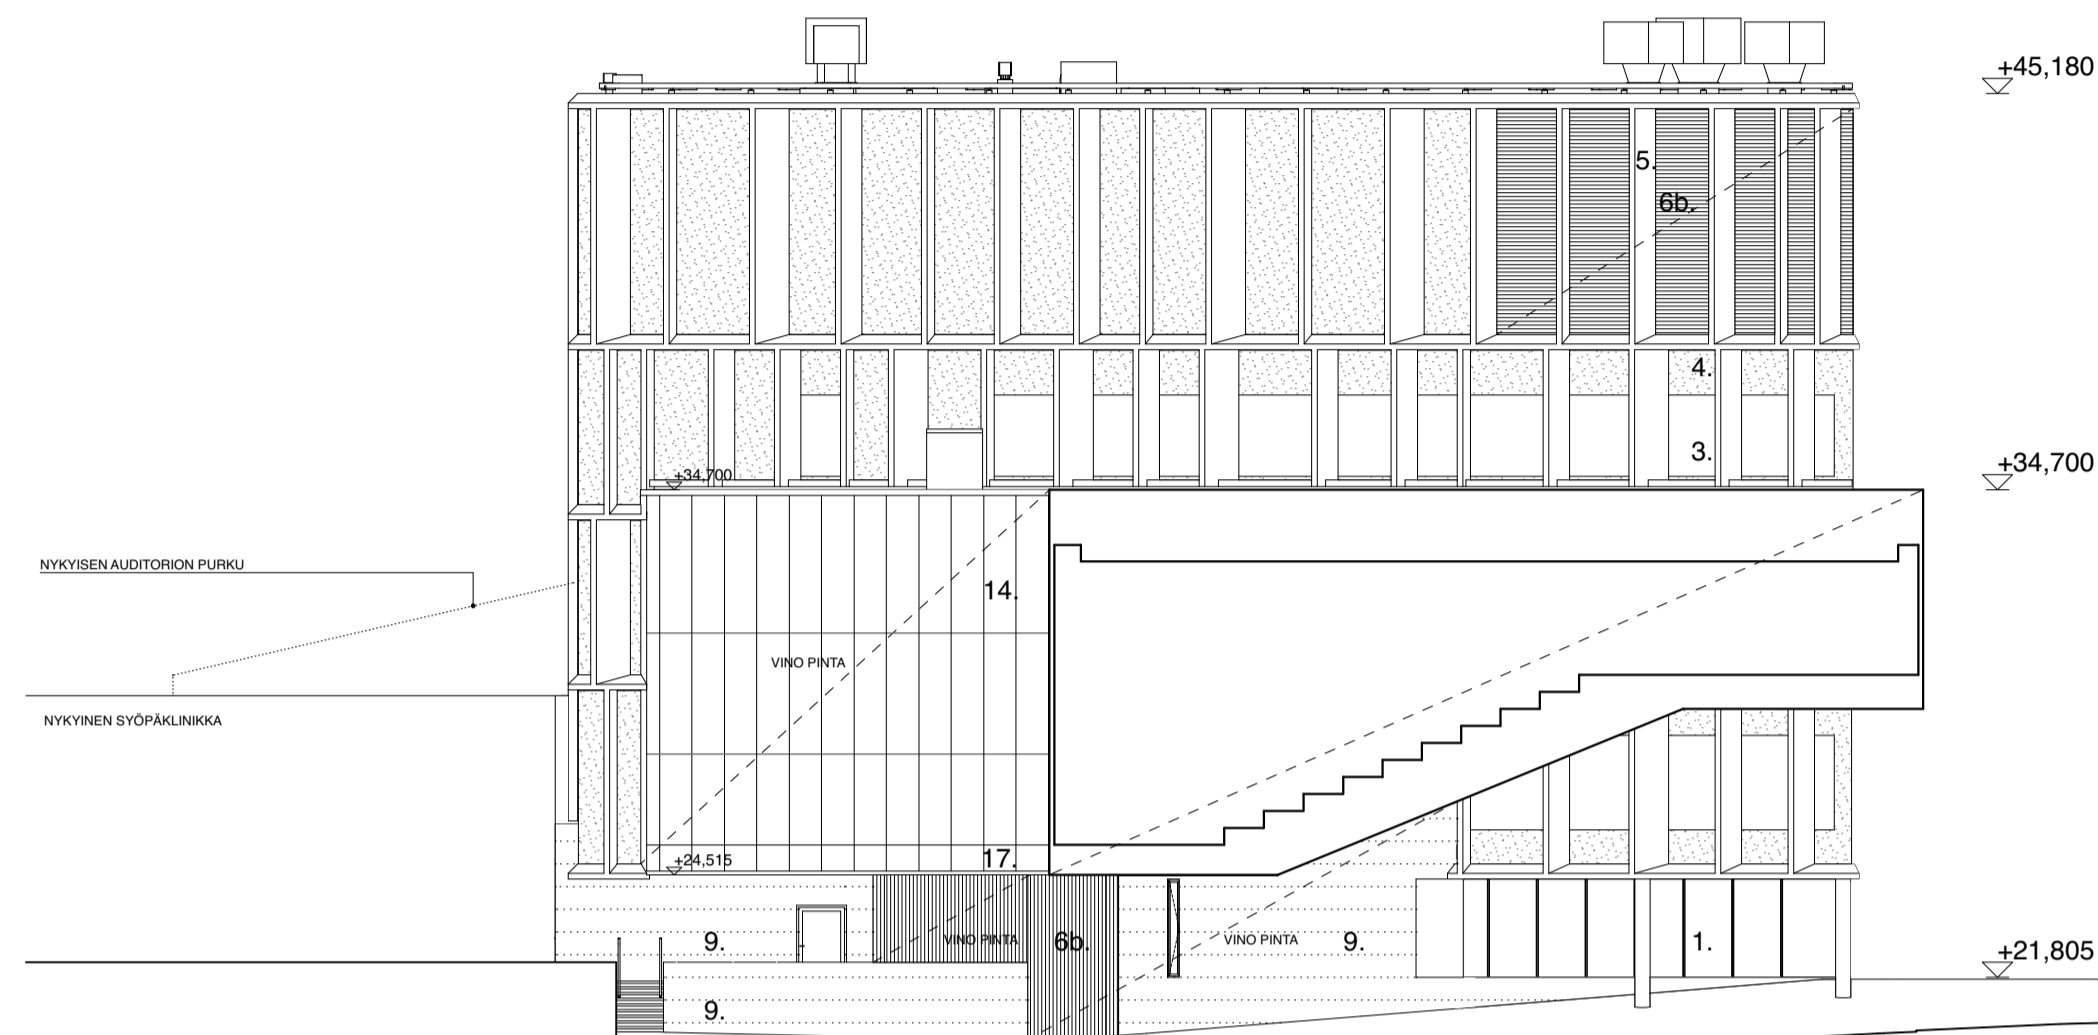 +45,180
5.
6b.
4.
3.
+34,700
+34,700
NYKYISEN AUDITORION PURKU
14.
VINO PINTA
NYKYINEN SYÖPÄKLINIKKA
+24,515
17.
9.
VINO PINTA
6b.
VINO PINTA
9.
1.
+21,805
9.